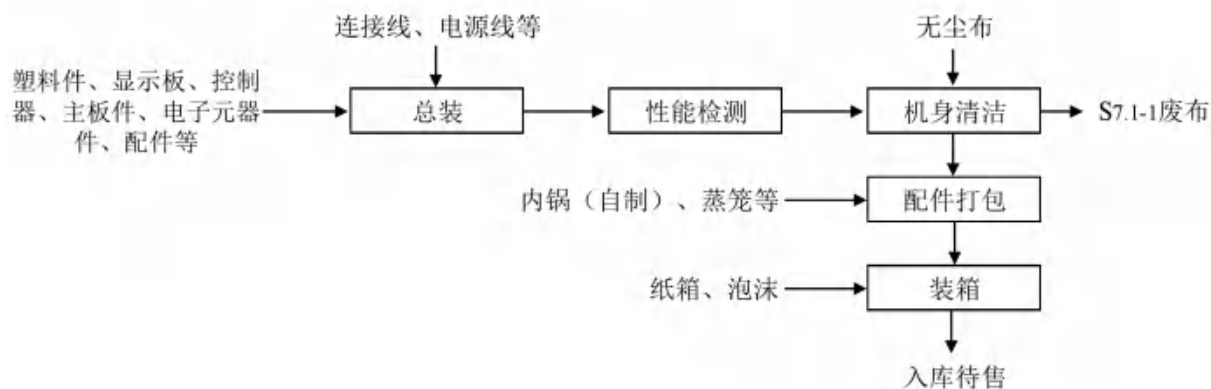 连接线、电源线等
无尘布
塑料件、显示板、控制
器、主板件、电子元器
件、配件等
总装
性能检测
机身清洁
S7.1-1废布
内锅（自制）、蒸笼等
配件打包
纸箱、泡沫
装箱
入库待售